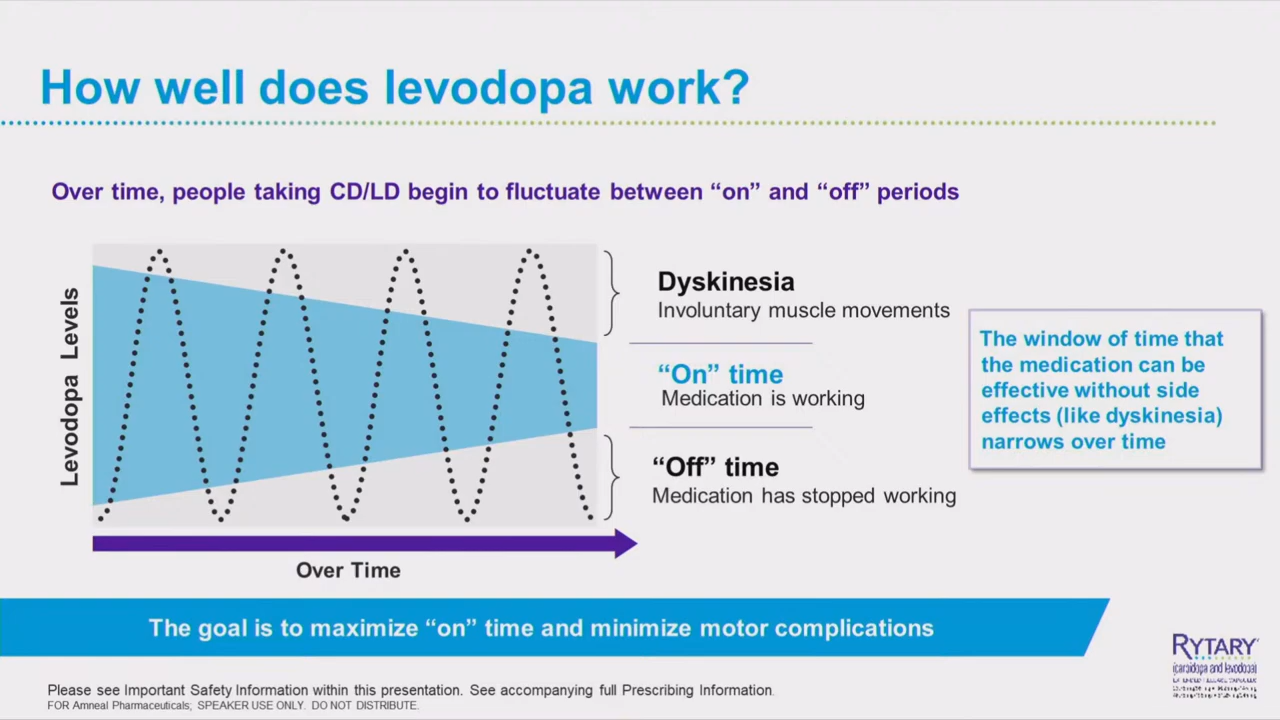 How well does levodopa work?
Over time, people taking CD/LD begin to fluctuate between “on” and “off” periods
Levodopa Levels
Over Time
Dyskinesia
Involuntary muscle movements
“On” time
Medication is working
“Off” time
Medication has stopped working
The window of time that
the medication can be
effective without side
effects (like dyskinesia)
narrows over time
The goal is to maximize “on” time and minimize motor complications
RYTARY
(carbidopa and levodopa)
Please see Important Safety Information within this presentation. See accompanying full Prescribing Information.
FOR Amneal Pharmaceuticals; SPEAKER USE ONLY. DO NOT DISTRIBUTE.